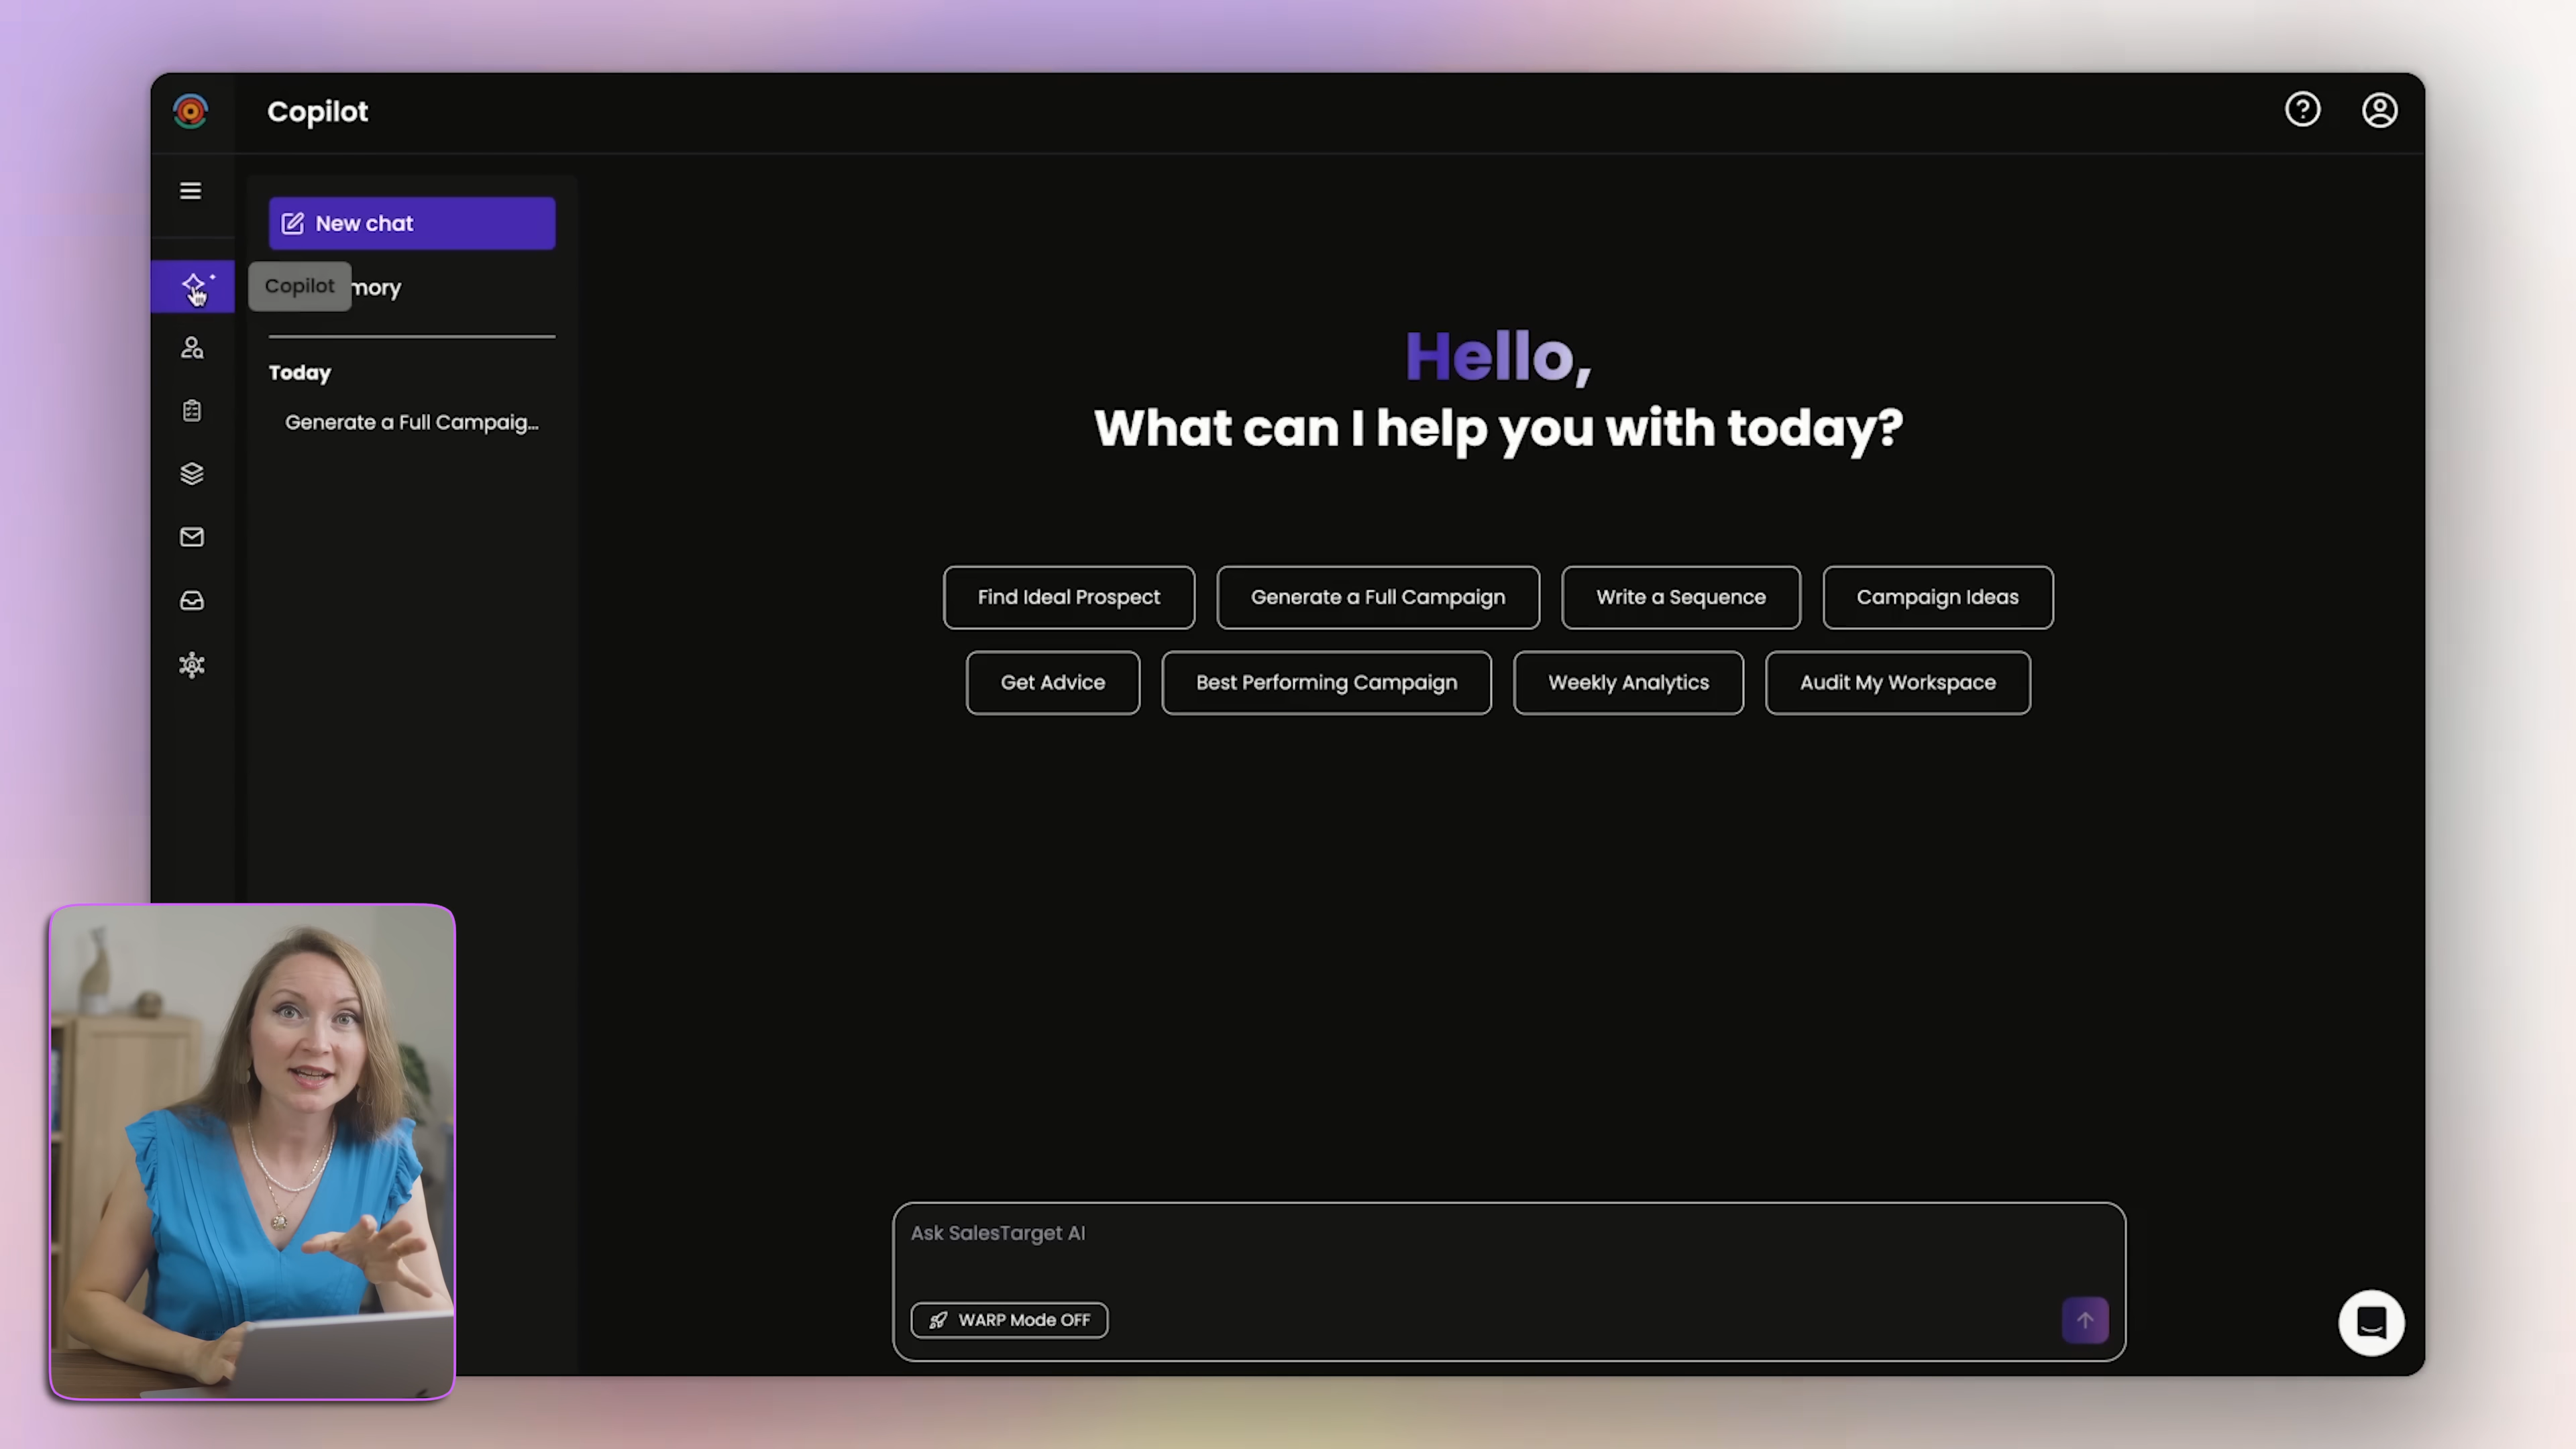 Copilot
New chat
Copilot
mory
Today
Generate a Full Campaig...
Hello,
What can I help you with today?
Find Ideal Prospect
Generate a Full Campaign
Write a Sequence
Campaign Ideas
Get Advice
Best Performing Campaign
Weekly Analytics
Audit My Workspace
Ask SalesTarget AI
WARP Mode OFF